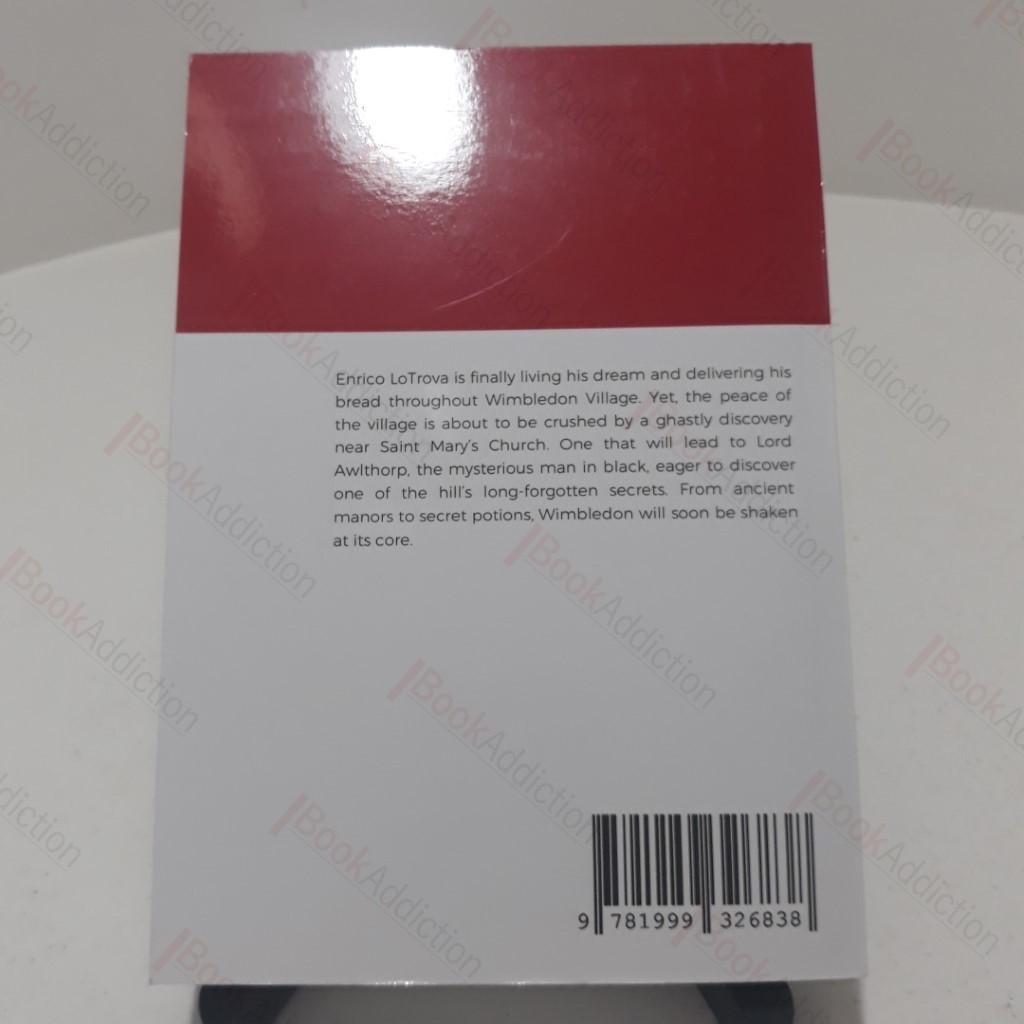 Enrico LoTrova is finally living his dream and delivering his
bread throughout Wimbledon Village. Yet, the peace of
the village is about to be crushed by a ghastly discovery
near Saint Mary's Church. One that will lead to Lord
Awlthorp, the mysterious man in black, eager to discover
one of the hill's long-forgotten secrets. From ancient
manors to secret potions, Wimbledon will soon be shaken
at its core.
9 781999 326838
BookAddiction